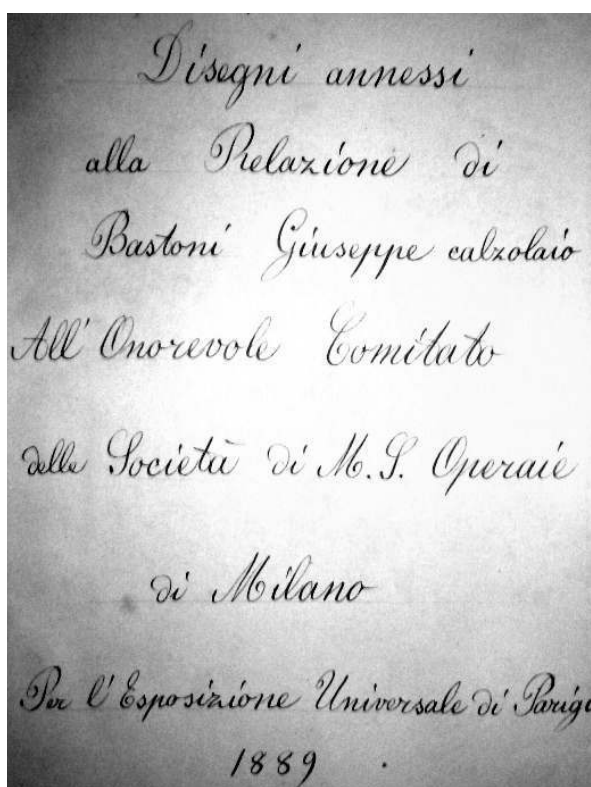 Disegni annessi
alla Relazione di
Bastoni Giuseppe calzolaio
All' Onorevole Comitato
delle Società di M. S. Operaie
di Milano
Per l'Esposizione Universale di Parigi
1889